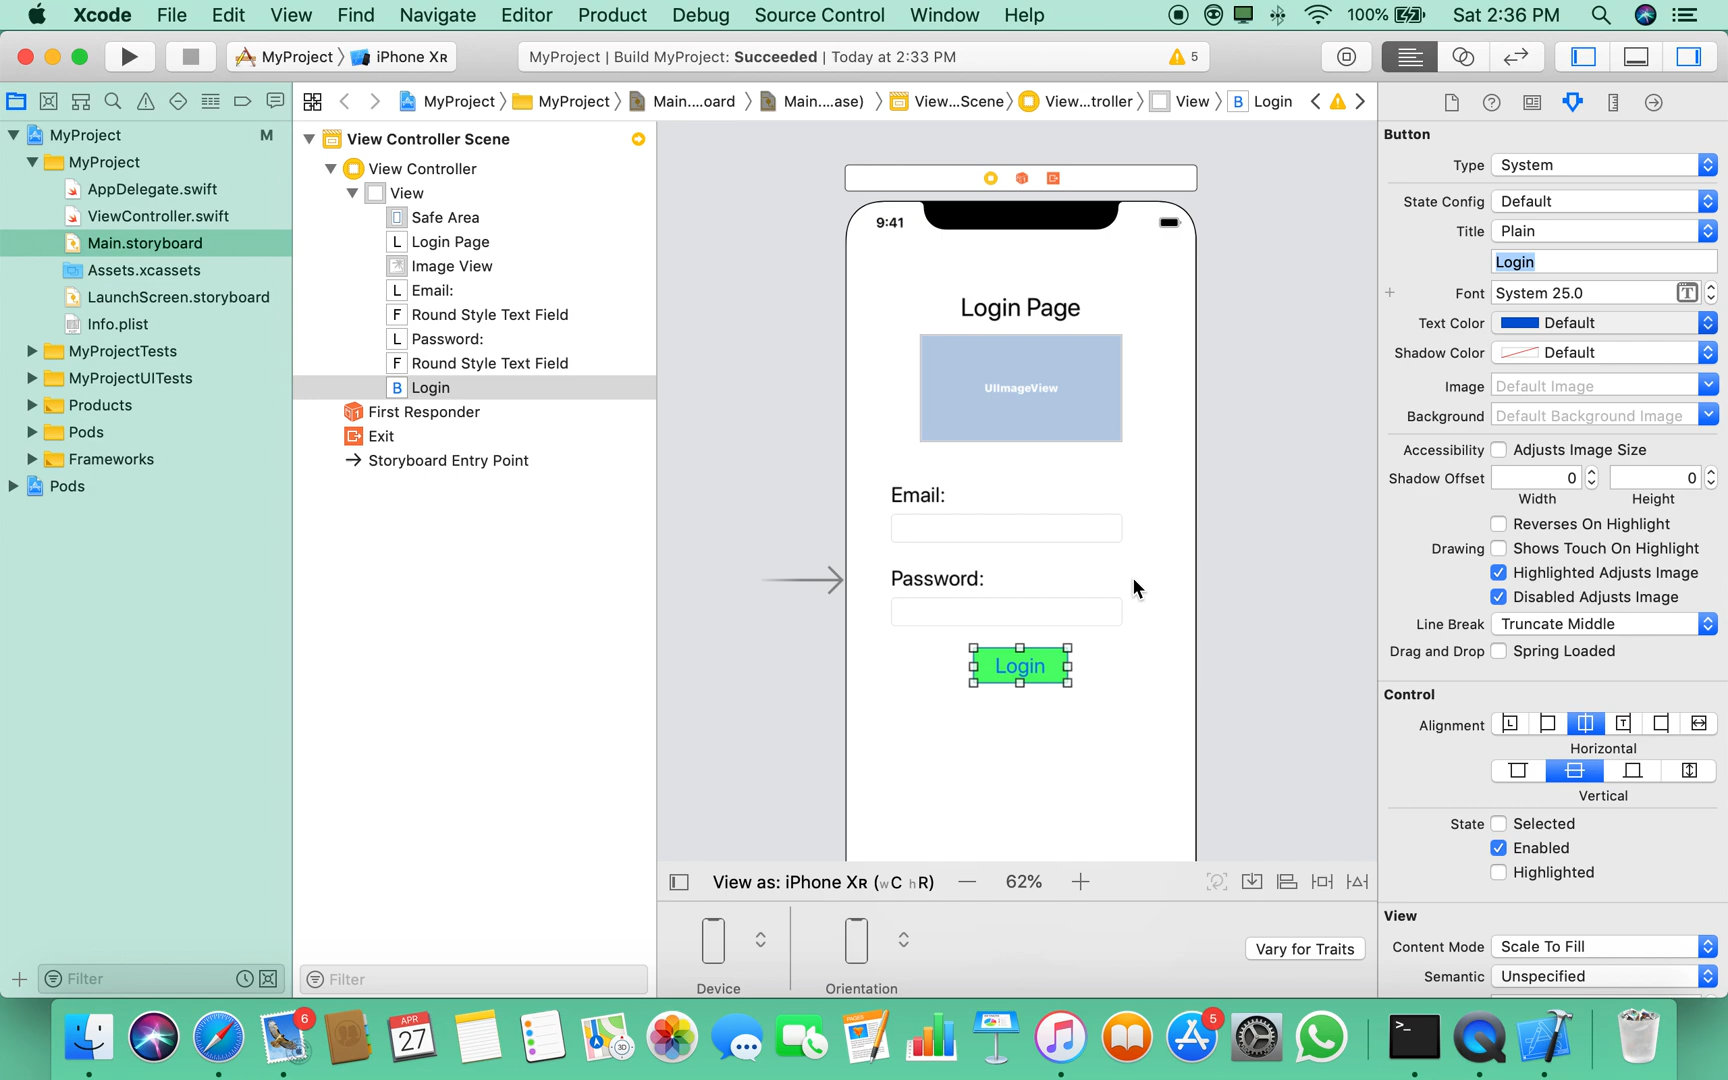 Xcode File Edit View Find Navigate Editor Product Debug Source Control Window Help 100% Sat 2:36 PM
MyProject iPhone XR MyProject | Build MyProject: Succeeded | Today at 2:33 PM 5
MyProject MyProject Main....oard Main....ase) View...Scene View...troller View B Login
MyProject M
MyProject
AppDelegate.swift
ViewController.swift
Main.storyboard
Assets.xcassets
LaunchScreen.storyboard
Info.plist
MyProjectTests
MyProjectUITests
Products
Pods
Frameworks
Pods
Filter
View Controller Scene
View Controller
View
Safe Area
L Login Page
Image View
L Email:
F Round Style Text Field
L Password:
F Round Style Text Field
B Login
First Responder
Exit
Storyboard Entry Point
Filter
9:41
Login Page
UIImageView
Email:
Password:
Login
View as: iPhone XR (wC hR) 62%
Vary for Traits
Device Orientation
Button
Type System
State Config Default
Title Plain
Login
Font System 25.0 T
Text Color Default
Shadow Color Default
Image Default Image
Background Default Background Image
Accessibility Adjusts Image Size
Shadow Offset 0 0
Width Height
Reverses On Highlight
Drawing Shows Touch On Highlight
Highlighted Adjusts Image
Disabled Adjusts Image
Line Break Truncate Middle
Drag and Drop Spring Loaded
Control
Alignment L T
Horizontal
Vertical
State Selected
Enabled
Highlighted
View
Content Mode Scale To Fill
Semantic Unspecified
6 APR 27 3D 5 >_